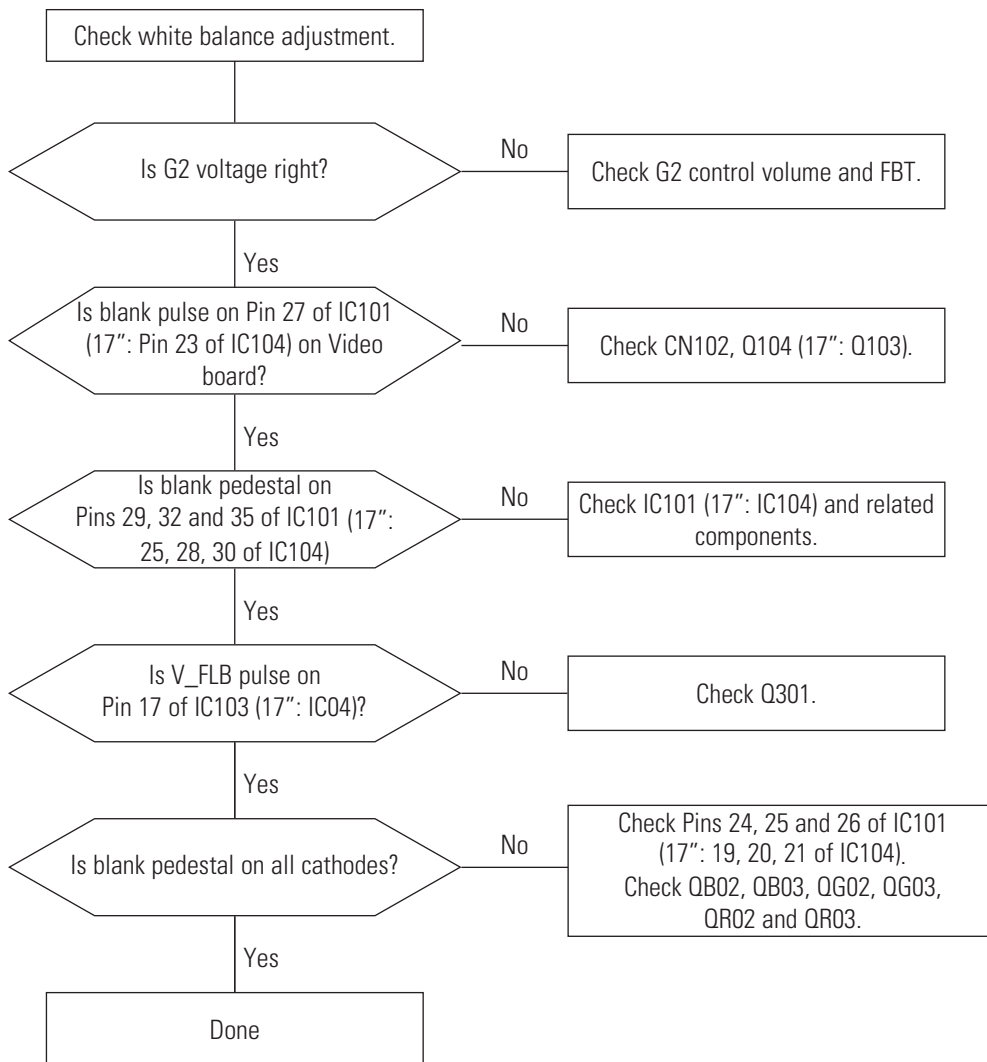 Check white balance adjustment.
Is G2 voltage right?
No
Check G2 control volume and FBT.
Yes
Is blank pulse on Pin 27 of IC101
(17″: Pin 23 of IC104) on Video
board?
No
Check CN102, Q104 (17″: Q103).
Yes
Is blank pedestal on
Pins 29, 32 and 35 of IC101 (17″:
25, 28, 30 of IC104)
No
Check IC101 (17″: IC104) and related
components.
Yes
Is V_FLB pulse on
Pin 17 of IC103 (17″: IC04)?
No
Check Q301.
Yes
Is blank pedestal on all cathodes?
No
Check Pins 24, 25 and 26 of IC101
(17″: 19, 20, 21 of IC104).
Check QB02, QB03, QG02, QG03,
QR02 and QR03.
Yes
Done